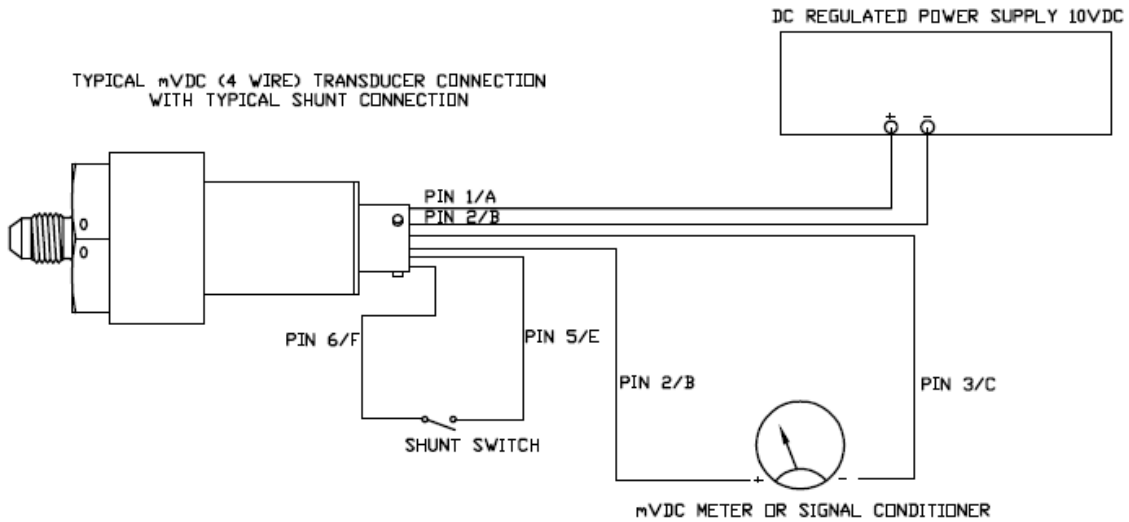 DC REGULATED POWER SUPPLY 10VDC
+ -
TYPICAL mVDC (4 WIRE) TRANSDUCER CONNECTION
WITH TYPICAL SHUNT CONNECTION
PIN 1/A
PIN 2/B
PIN 6/F
PIN 5/E
PIN 2/B
PIN 3/C
SHUNT SWITCH
+ -
mVDC METER OR SIGNAL CONDITIONER